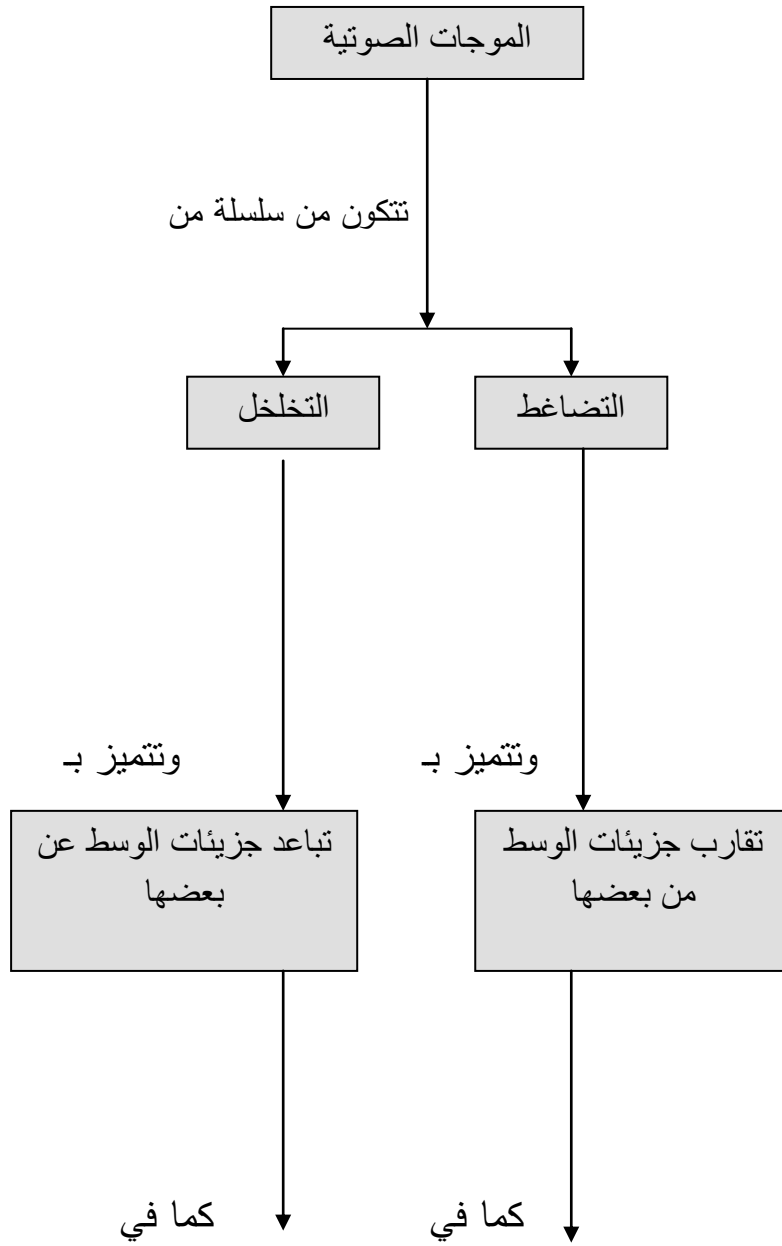 الموجات الصوتية
تتكون من سلسلة من
التضاغط
التخلخل
وتتميز بـ
وتتميز بـ
تقارب جزيئات الوسط
من بعضها
تباعد جزيئات الوسط عن
بعضها
كما في
كما في